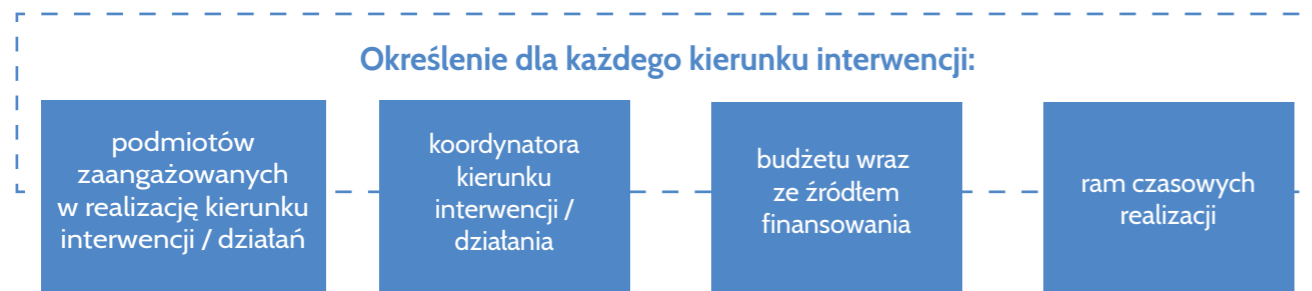 Określenie dla każdego kierunku interwencji:
podmiotów
zaangażowanych
w realizację kierunku
interwencji / działań
koordynatora
kierunku
interwencji /
działania
budżetu wraz
ze źródłem
finansowania
ram czasowych
realizacji